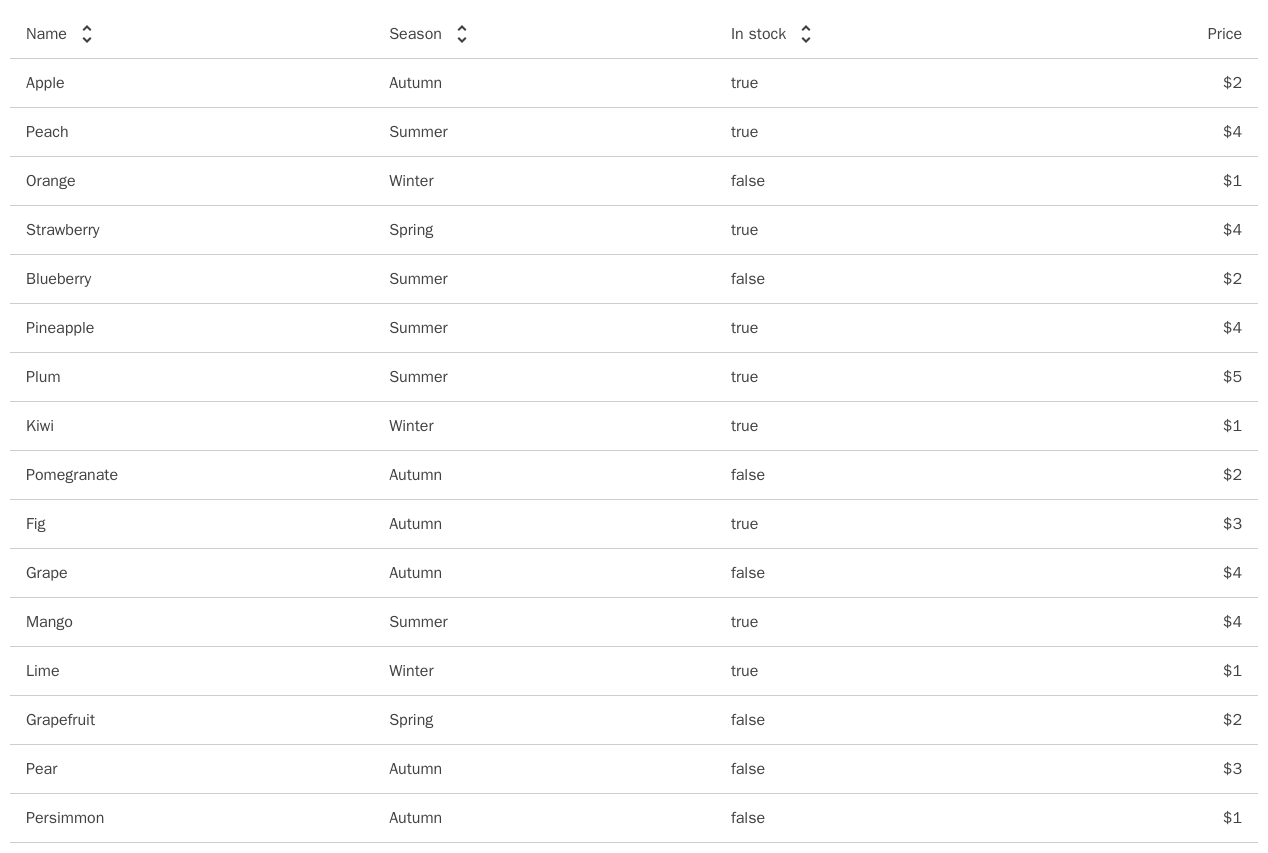 Name Season In stock Price
Apple Autumn true $2
Peach Summer true $4
Orange Winter false $1
Strawberry Spring true $4
Blueberry Summer false $2
Pineapple Summer true $4
Plum Summer true $5
Kiwi Winter true $1
Pomegranate Autumn false $2
Fig Autumn true $3
Grape Autumn false $4
Mango Summer true $4
Lime Winter true $1
Grapefruit Spring false $2
Pear Autumn false $3
Persimmon Autumn false $1